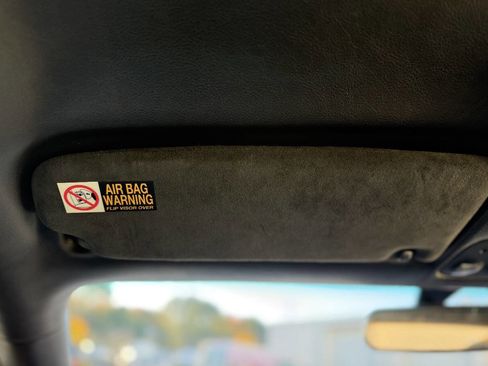 AIR BAG
WARNING
FLIP VISOR OVER